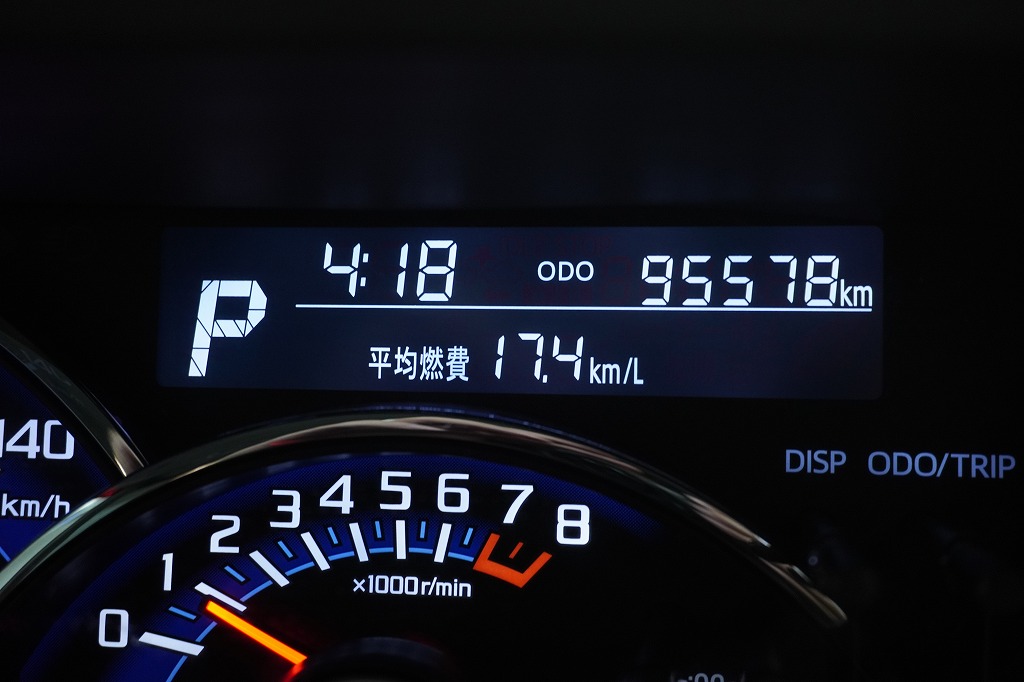 4:18 ODO 95578km
P
平均燃費 17.4km/L
DISP ODO/TRIP
140
km/h
0 1 2 3 4 5 6 7 8
×1000r/min